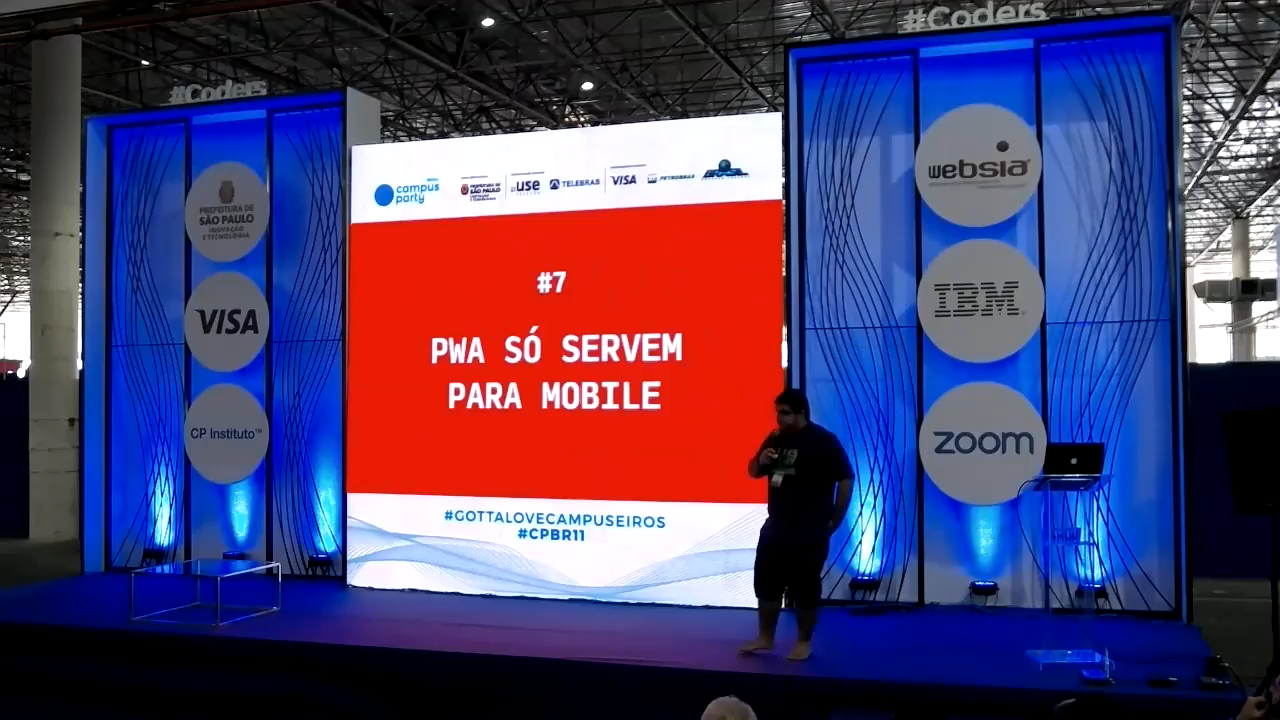 #Coders
#Coders
PREFEITURA DE
SÃO PAULO
INOVAÇÃO
E TECNOLOGIA
VISA
CP Instituto™
campus
party
PREFEITURA DE
SÃO PAULO
use
TELEBRAS
VISA
PETROBRAS
#7
PWA SÓ SERVEM
PARA MOBILE
#GOTTALOVECAMPUSEIROS
#CPBR11
websia
IBM
zoom